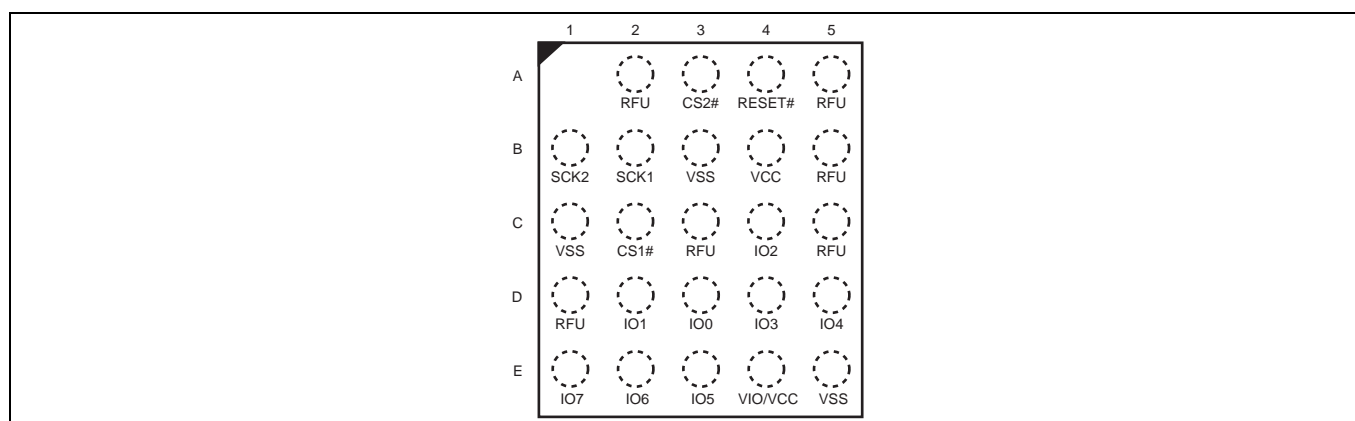 1 2 3 4 5
A
RFU CS2# RESET# RFU
B
SCK2 SCK1 VSS VCC RFU
C
VSS CS1# RFU IO2 RFU
D
RFU IO1 IO0 IO3 IO4
E
IO7 IO6 IO5 VIO/VCC VSS